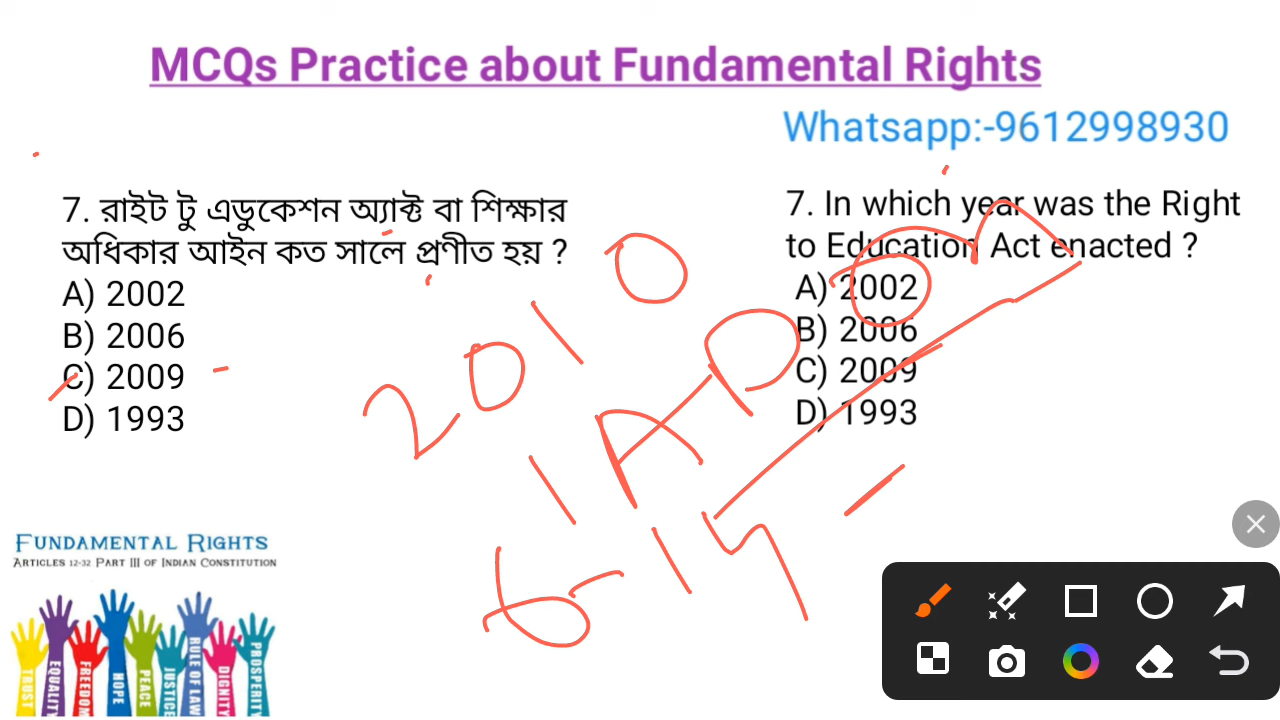 MCQs Practice about Fundamental Rights
Whatsapp:-9612998930
7. রাইট টু এডুকেশন অ্যাক্ট বা শিক্ষার
অধিকার আইন কত সালে প্রণীত হয় ?
A) 2002
B) 2006
C) 2009
D) 1993
7. In which year was the Right
to Education Act enacted ?
A) 2002
B) 2006
C) 2009
D) 1993
2010
1 AP
6-14
FUNDAMENTAL RIGHTS
ARTICLES 12-32 PART III OF INDIAN CONSTITUTION
TRUST
EQUALITY
FREEDOM
HOPE
PEACE
JUSTICE
RULE OF LAW
DIGNITY
PROSPERITY